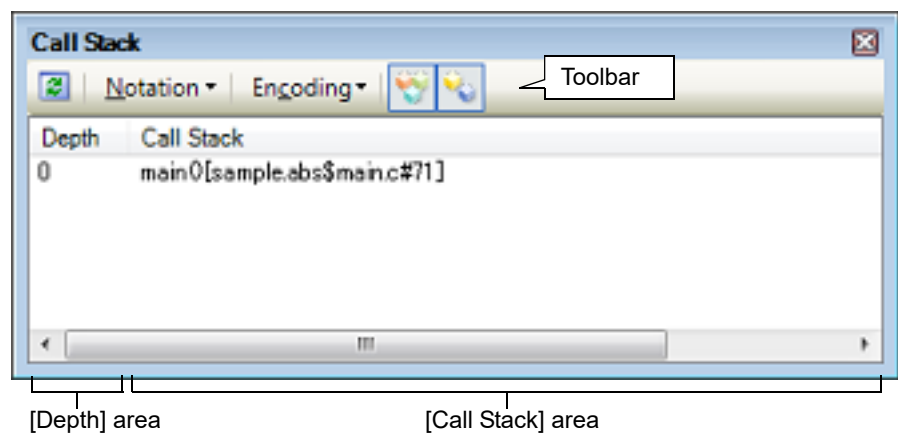 Call Stack
Notation Encoding Toolbar
Depth Call Stack
0 main()[sample.abs$main.c#71]
[Depth] area [Call Stack] area